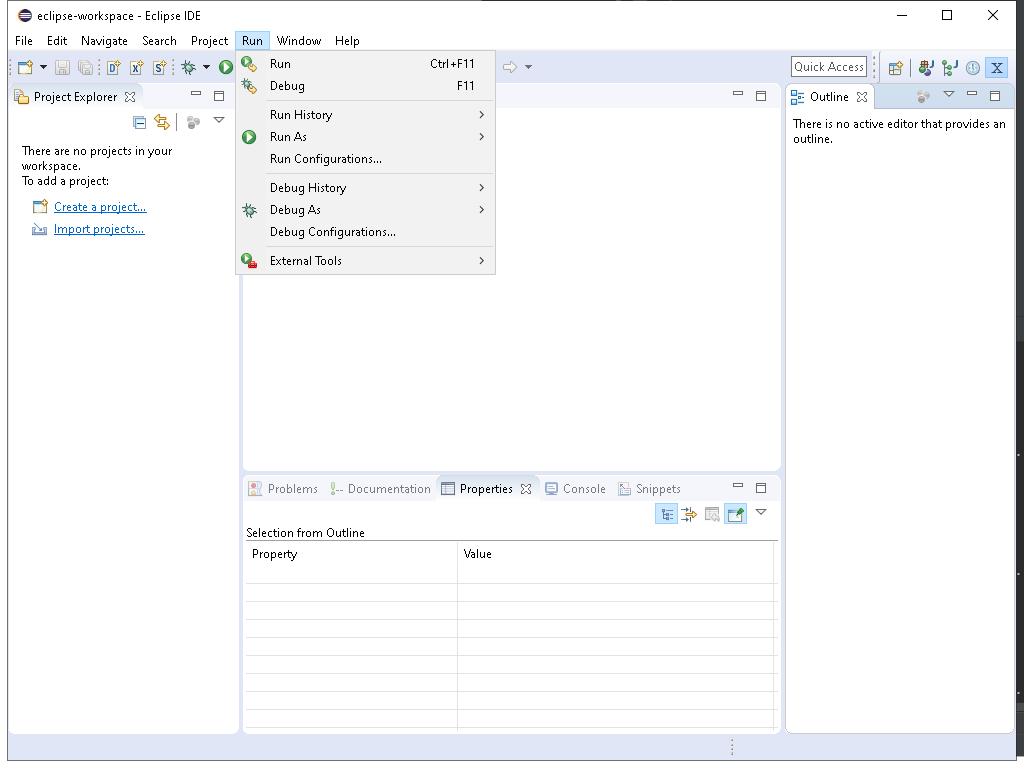 eclipse-workspace - Eclipse IDE
File Edit Navigate Search Project Run Window Help
Run Ctrl+F11
Debug F11
Run History
Run As
Run Configurations...
Debug History
Debug As
Debug Configurations...
External Tools
Quick Access
Project Explorer
There are no projects in your
workspace.
To add a project:
Create a project...
Import projects...
Outline
There is no active editor that provides an
outline.
Problems Documentation Properties Console Snippets
Selection from Outline
Property Value